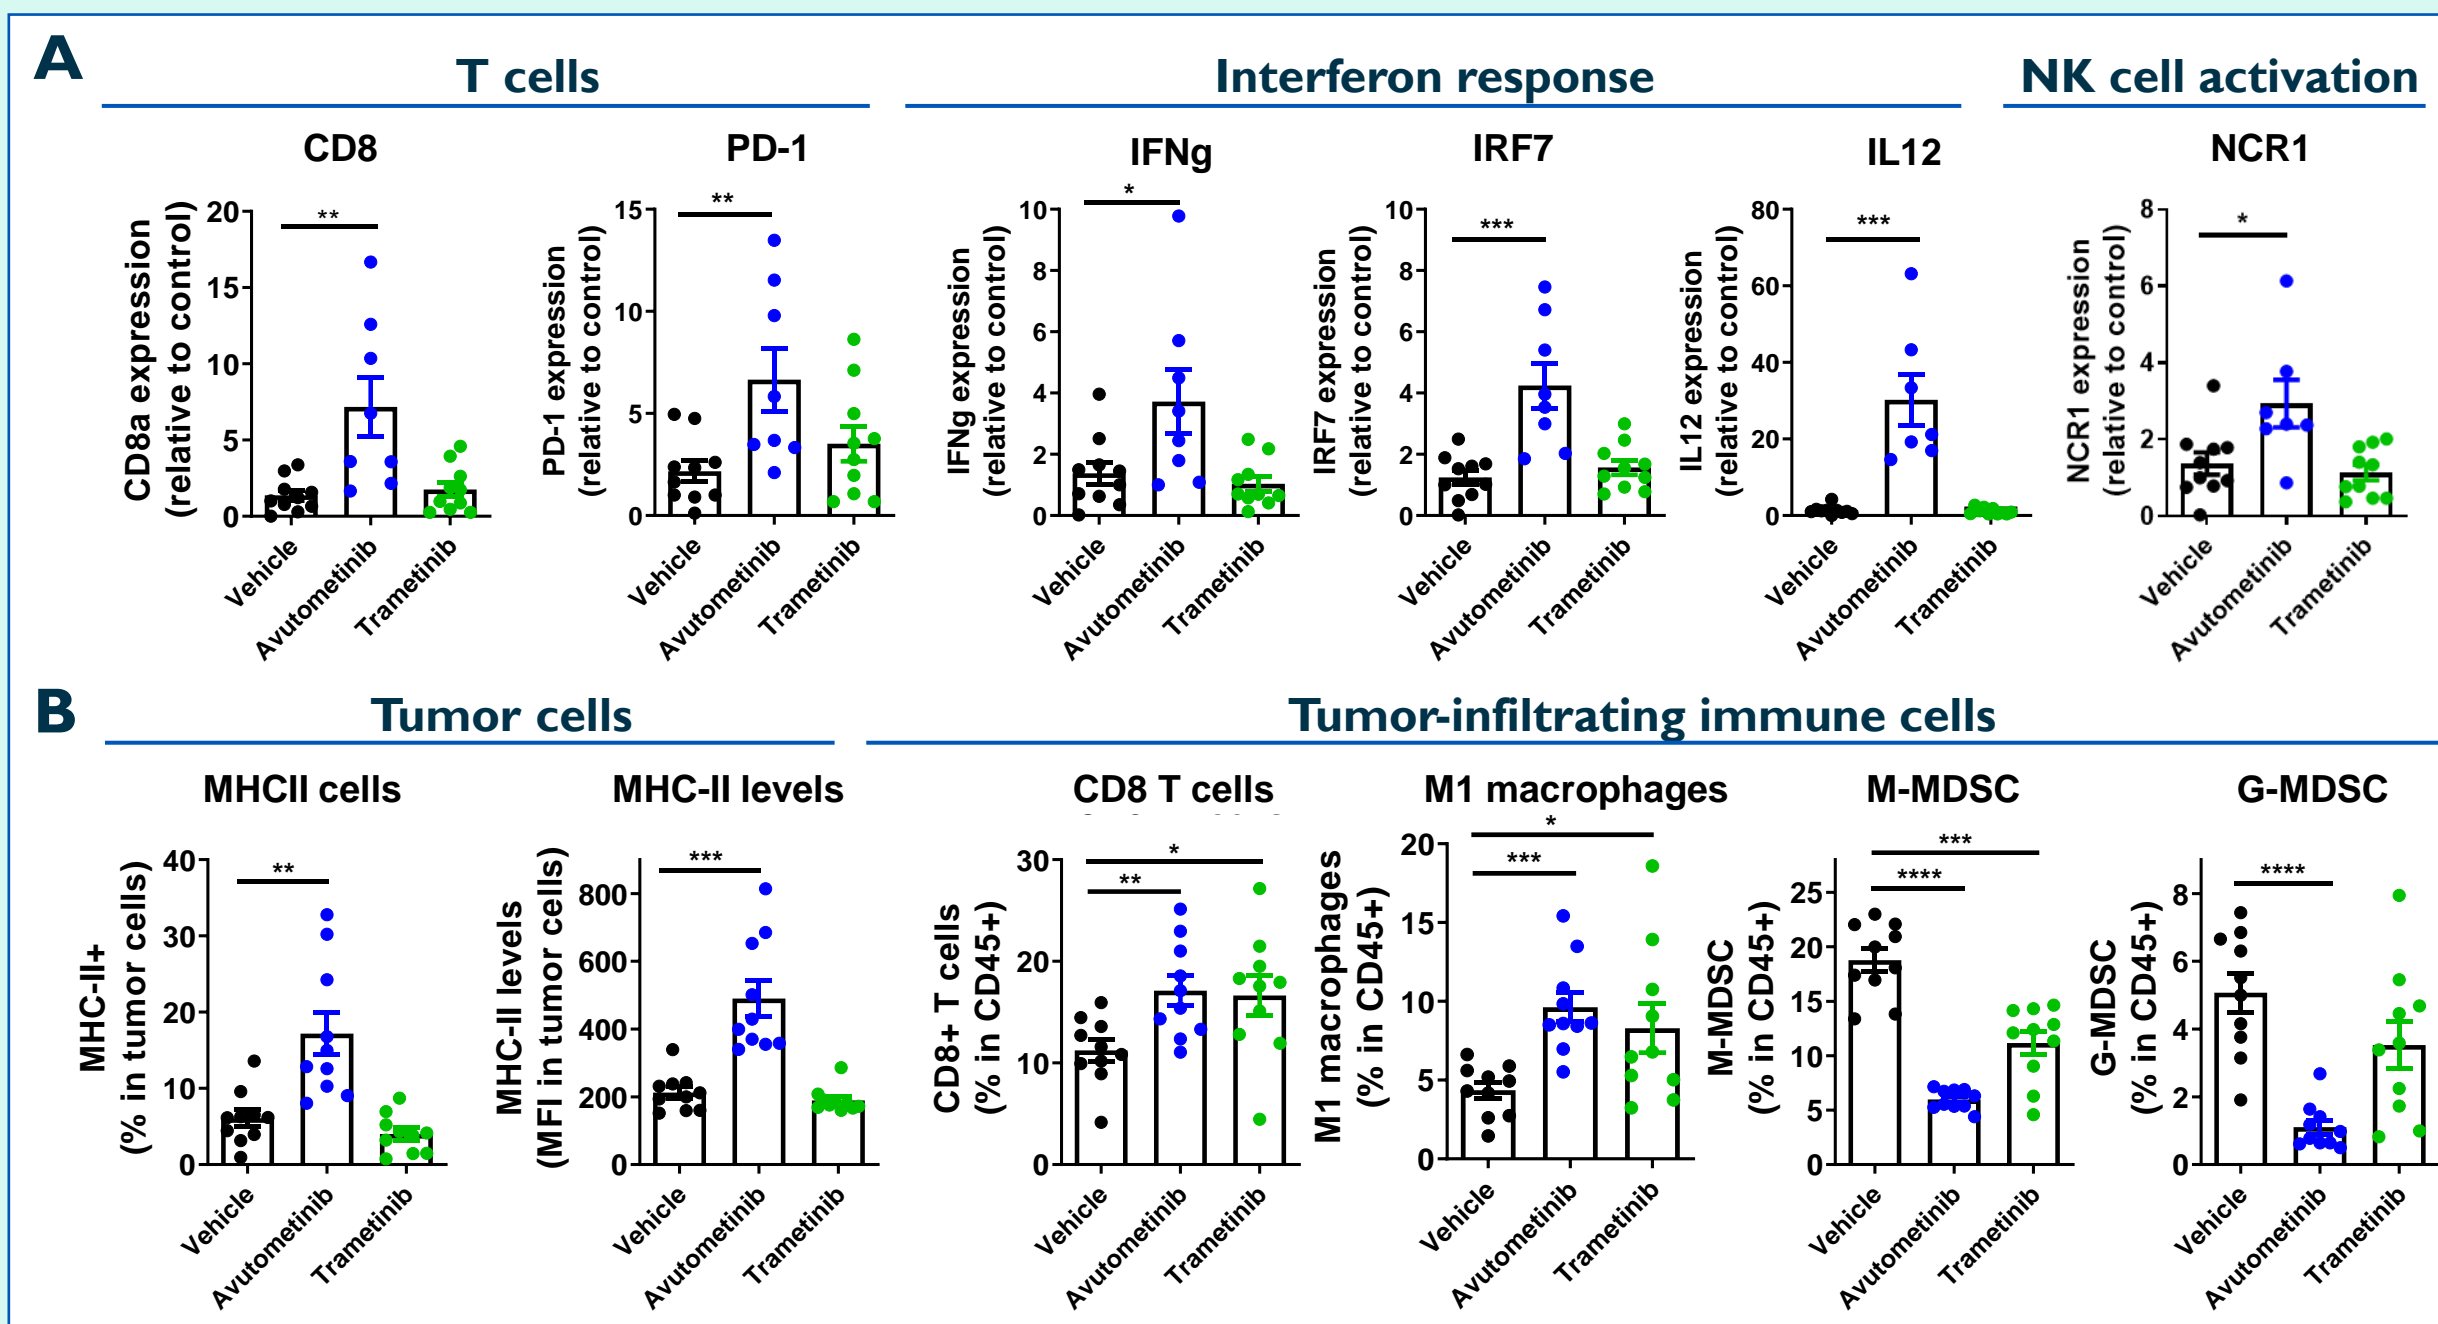 A
T cells
Interferon response
NK cell activation
CD8
CD8a expression
(relative to control)
20
15
10
5
0
**
Vehicle
Avutometinib
Trametinib
PD-1
PD-1 expression
(relative to control)
15
10
5
0
**
Vehicle
Avutometinib
Trametinib
IFNg
IFNg expression
(relative to control)
10
8
6
4
2
0
*
Vehicle
Avutometinib
Trametinib
IRF7
IRF7 expression
(relative to control)
10
8
6
4
2
0
***
Vehicle
Avutometinib
Trametinib
IL12
IL12 expression
(relative to control)
80
60
40
20
0
***
Vehicle
Avutometinib
Trametinib
NCR1
NCR1 expression
(relative to control)
8
6
4
2
0
*
Vehicle
Avutometinib
Trametinib
B
Tumor cells
Tumor-infiltrating immune cells
MHCII cells
MHC-II+
(% in tumor cells)
40
30
20
10
0
**
Vehicle
Avutometinib
Trametinib
MHC-II levels
MHC-II levels
(MFI in tumor cells)
800
600
400
200
0
***
Vehicle
Avutometinib
Trametinib
CD8 T cells
CD8+ T cells
(% in CD45+)
30
20
10
0
*
**
Vehicle
Avutometinib
Trametinib
M1 macrophages
M1 macrophages
(% in CD45+)
20
15
10
5
0
*
***
Vehicle
Avutometinib
Trametinib
M-MDSC
M-MDSC
(% in CD45+)
25
20
15
10
5
0
***
****
Vehicle
Avutometinib
Trametinib
G-MDSC
G-MDSC
(% in CD45+)
8
6
4
2
0
****
Vehicle
Avutometinib
Trametinib